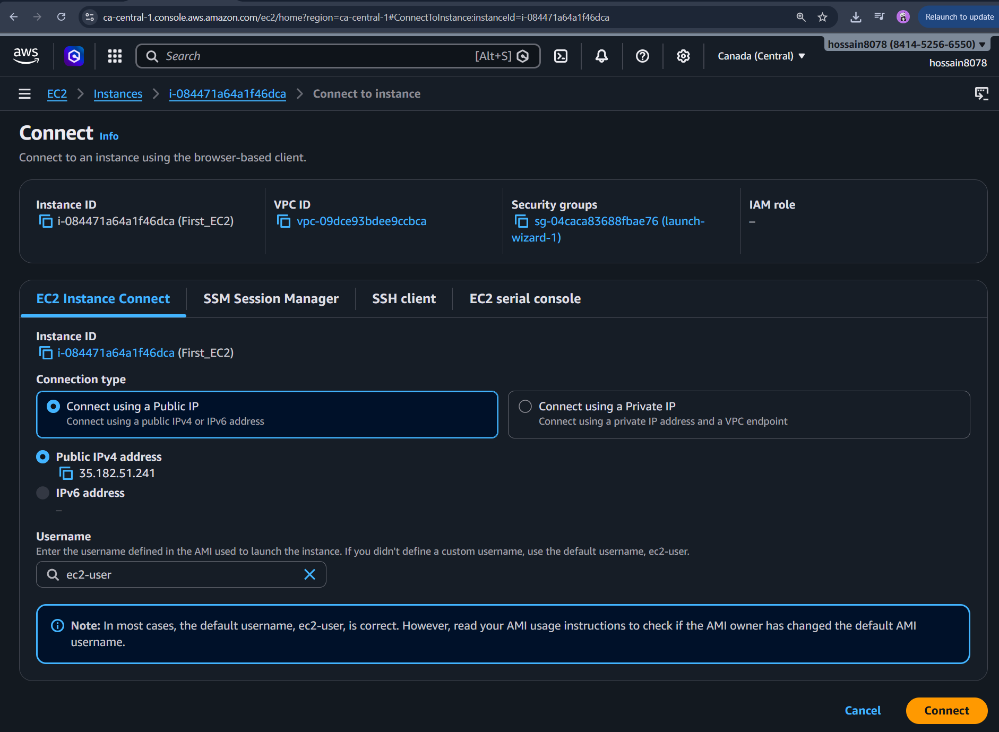 ca-central-1.console.aws.amazon.com/ec2/home?region=ca-central-1#ConnectToInstance:instanceId=i-084471a64a1f46dca
Relaunch to update
aws
Search
[Alt+S]
Canada (Central)
hossain8078 (8414-5256-6550)
hossain8078
EC2
Instances
i-084471a64a1f46dca
Connect to instance
Connect Info
Connect to an instance using the browser-based client.
Instance ID
i-084471a64a1f46dca (First_EC2)
VPC ID
vpc-09dce93bdee9ccbca
Security groups
sg-04caca83688fbae76 (launch-
wizard-1)
IAM role
–
EC2 Instance Connect
SSM Session Manager
SSH client
EC2 serial console
Instance ID
i-084471a64a1f46dca (First_EC2)
Connection type
Connect using a Public IP
Connect using a public IPv4 or IPv6 address
Connect using a Private IP
Connect using a private IP address and a VPC endpoint
Public IPv4 address
35.182.51.241
IPv6 address
–
Username
Enter the username defined in the AMI used to launch the instance. If you didn't define a custom username, use the default username, ec2-user.
ec2-user
Note: In most cases, the default username, ec2-user, is correct. However, read your AMI usage instructions to check if the AMI owner has changed the default AMI
username.
Cancel
Connect